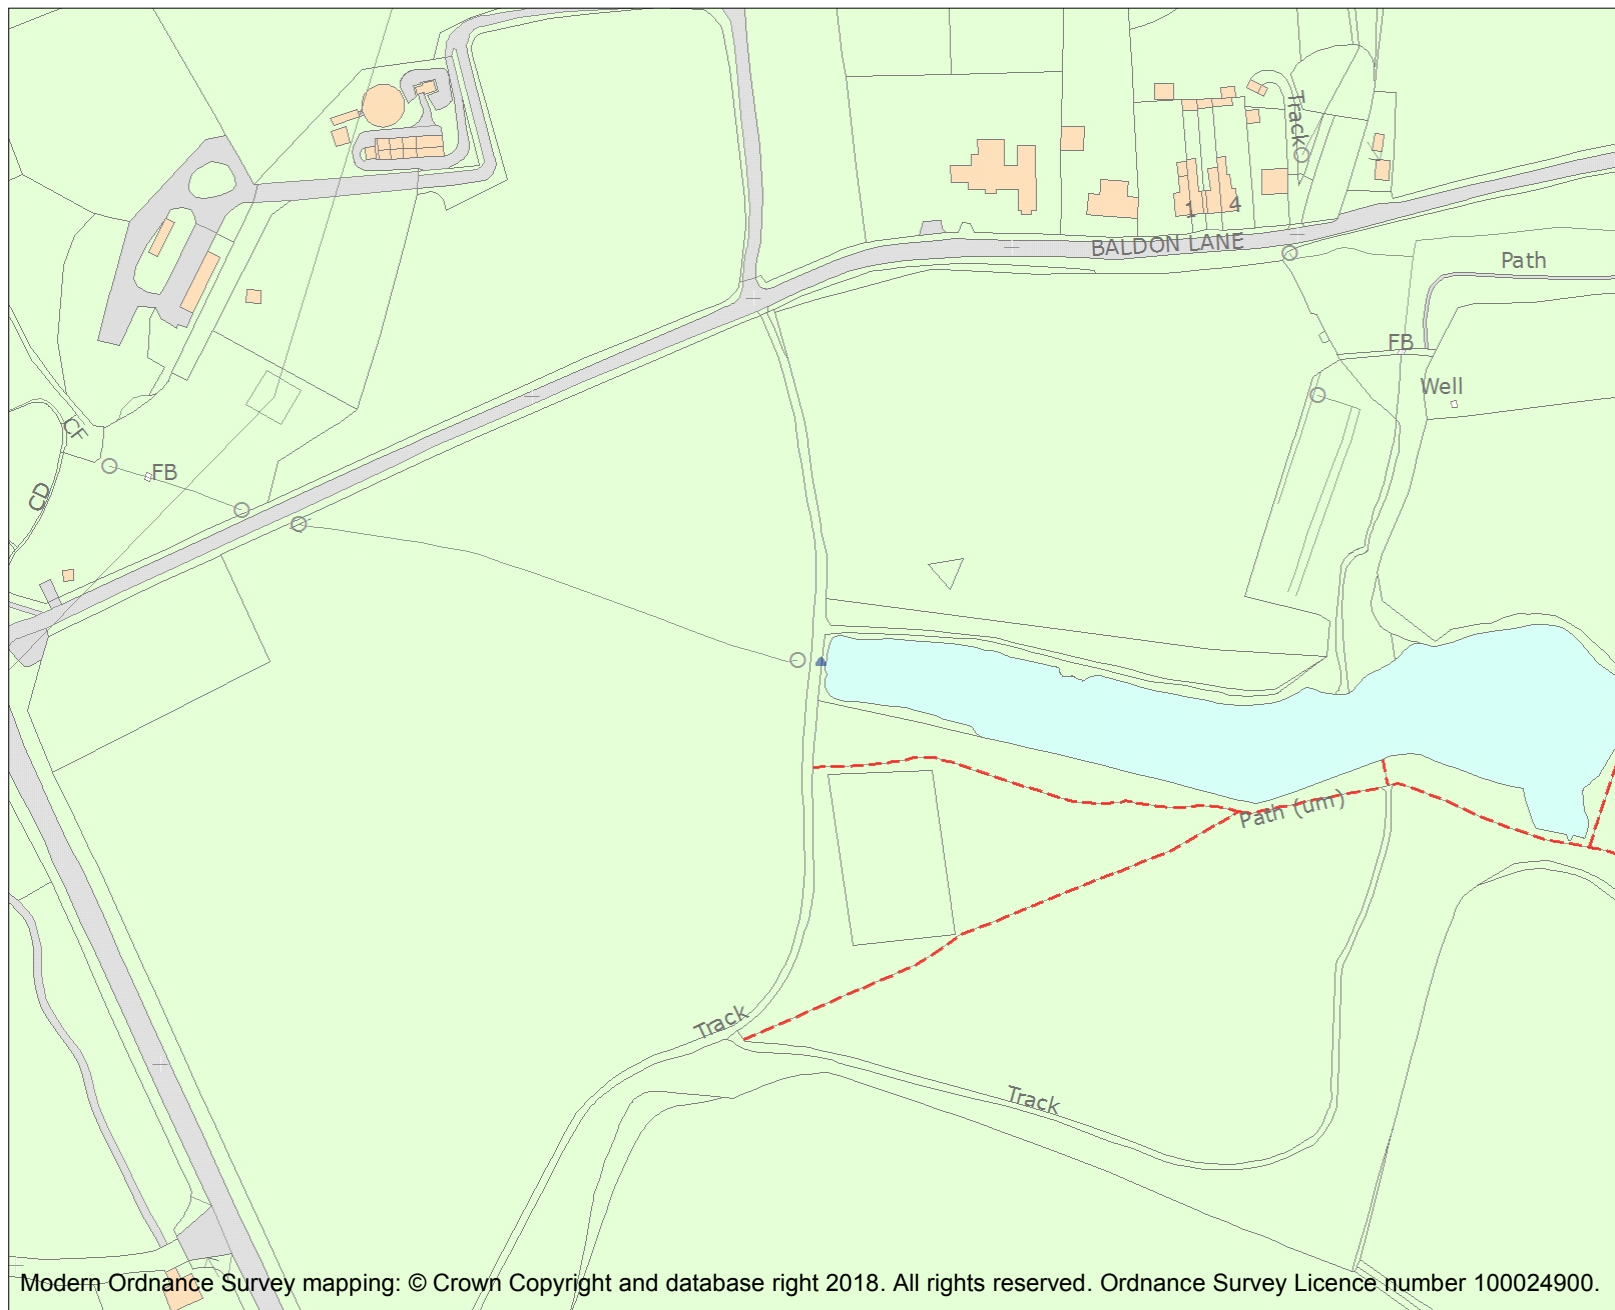 Track
1
4
BALDON LANE
Path
FB
Well
CF
FB
CD
Path (um)
Track
Track
Modern Ordnance Survey mapping: © Crown Copyright and database right 2018. All rights reserved. Ordnance Survey Licence number 100024900.